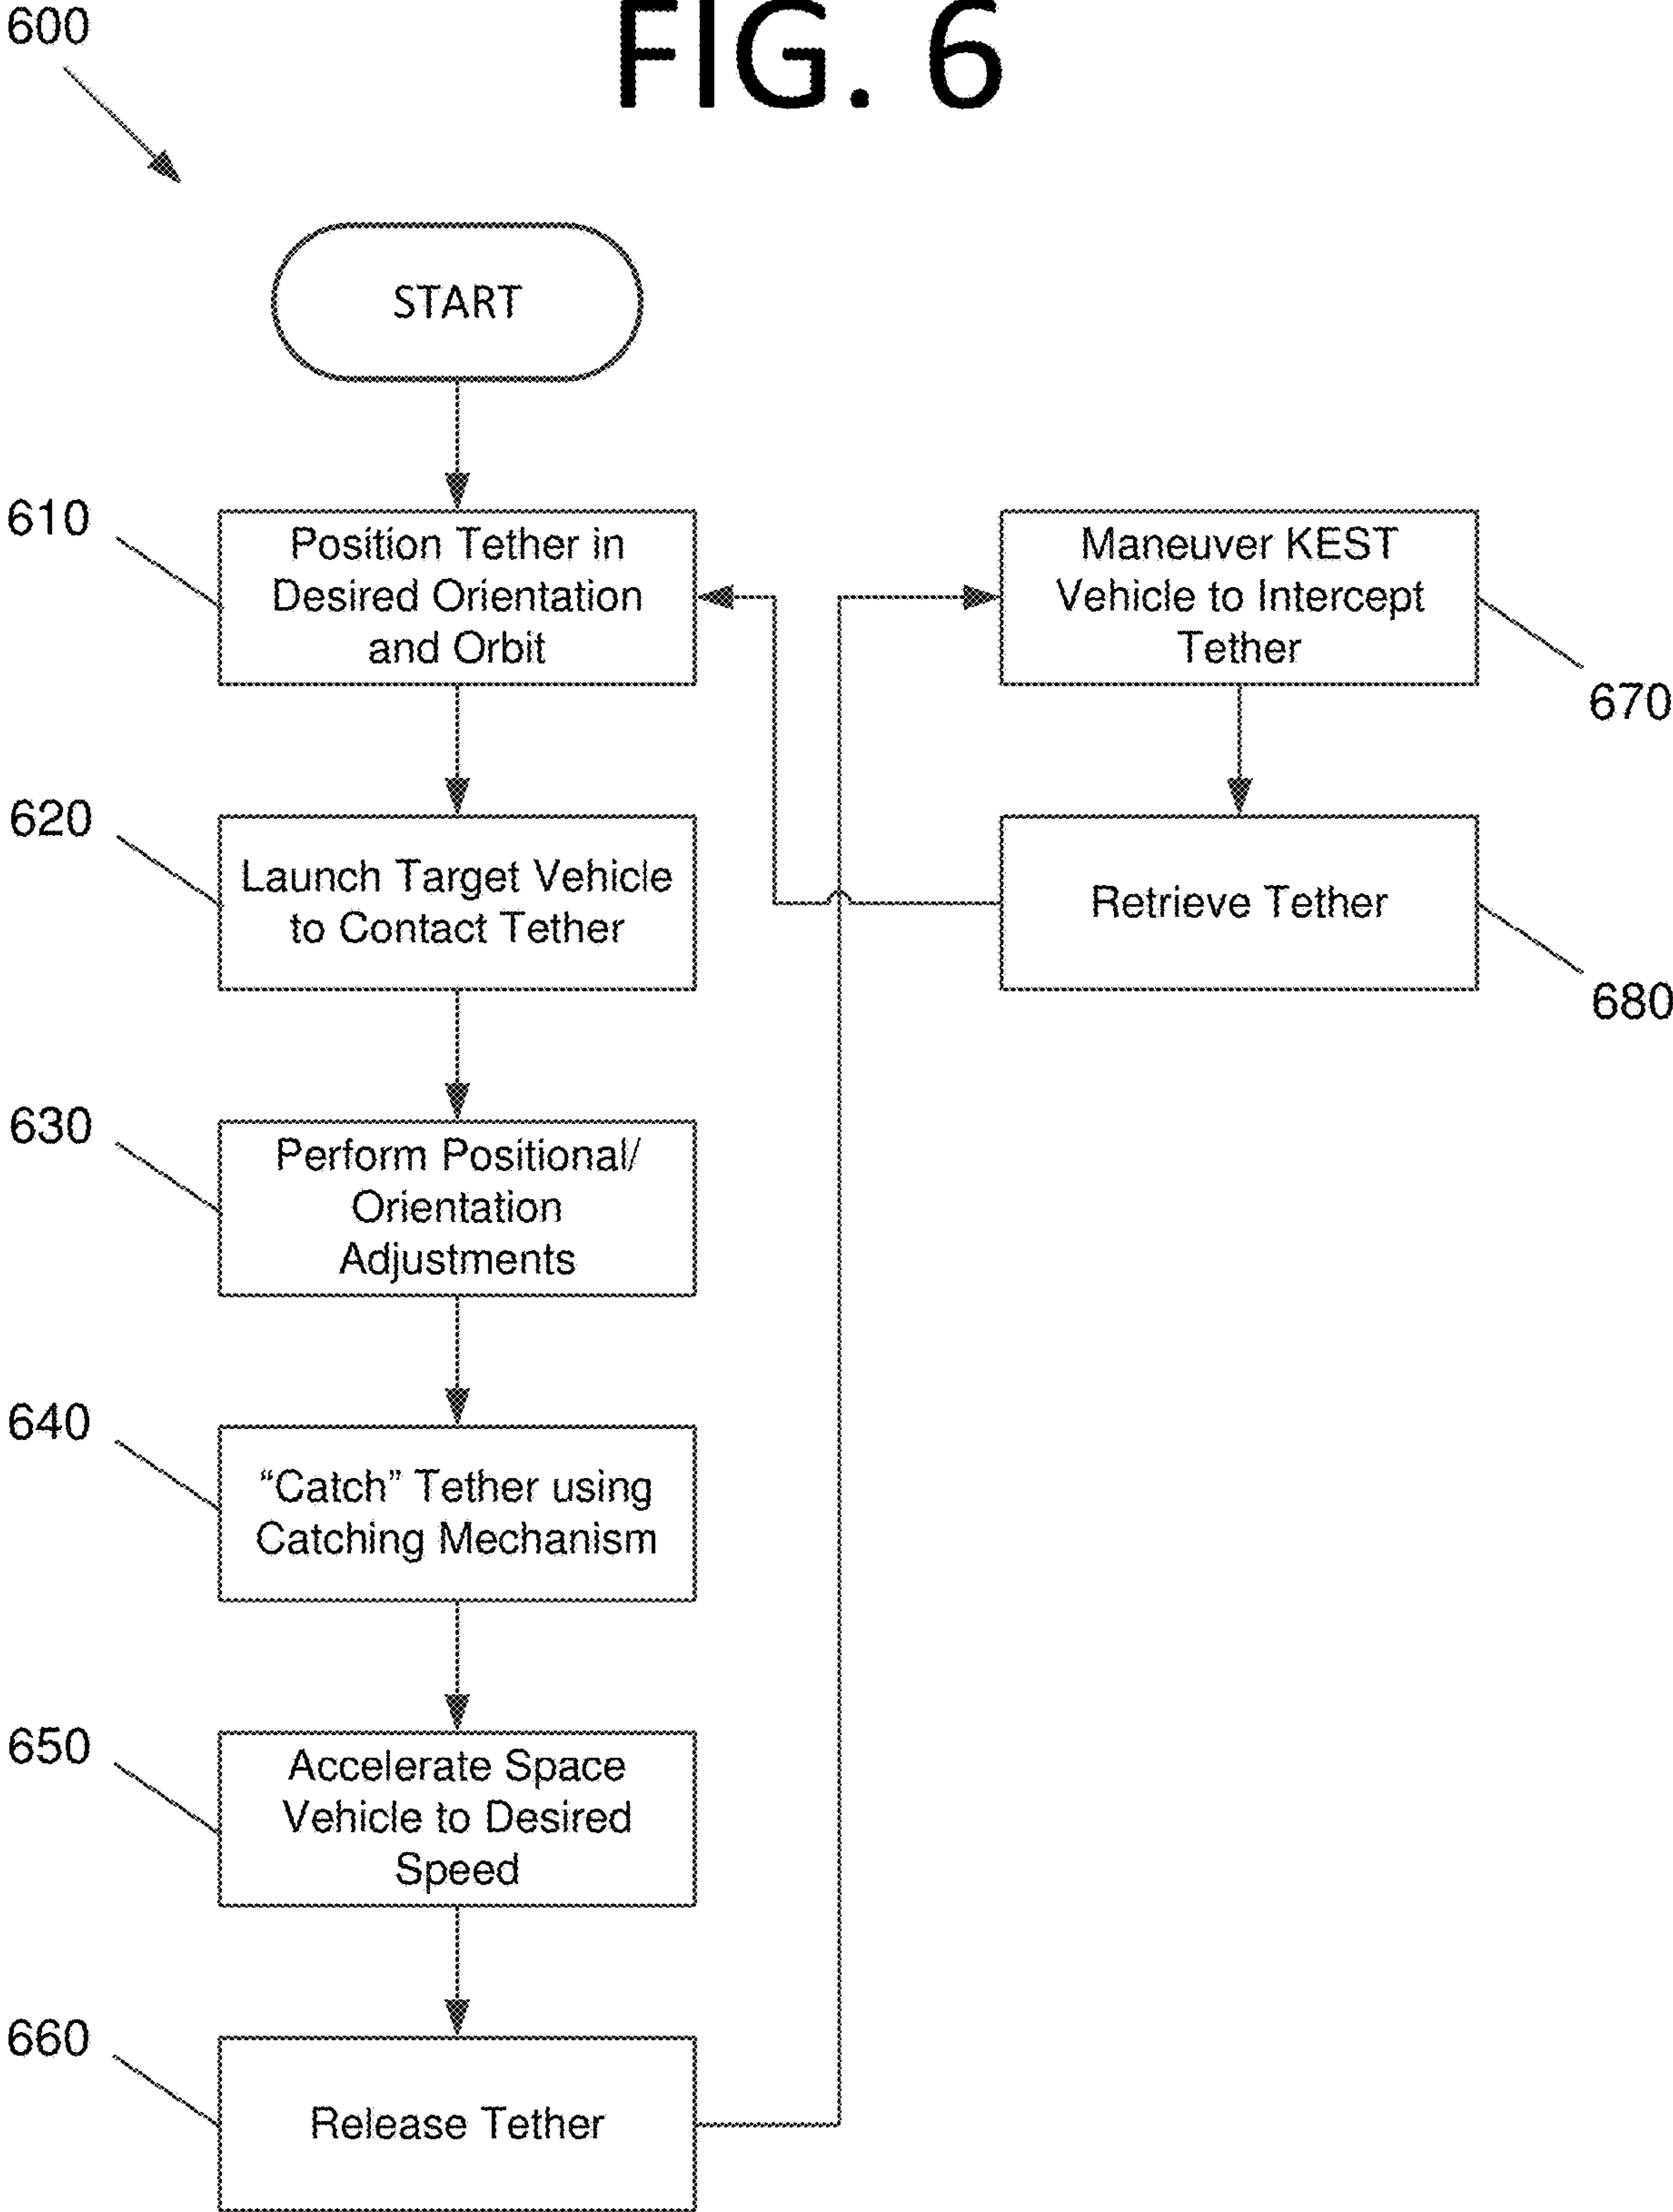 FIG. 6
600
START
610
Position Tether in
Desired Orientation
and Orbit
620
Launch Target Vehicle
to Contact Tether
630
Perform Positional/
Orientation
Adjustments
640
“Catch” Tether using
Catching Mechanism
650
Accelerate Space
Vehicle to Desired
Speed
660
Release Tether
Maneuver KEST
Vehicle to Intercept
Tether
670
Retrieve Tether
680